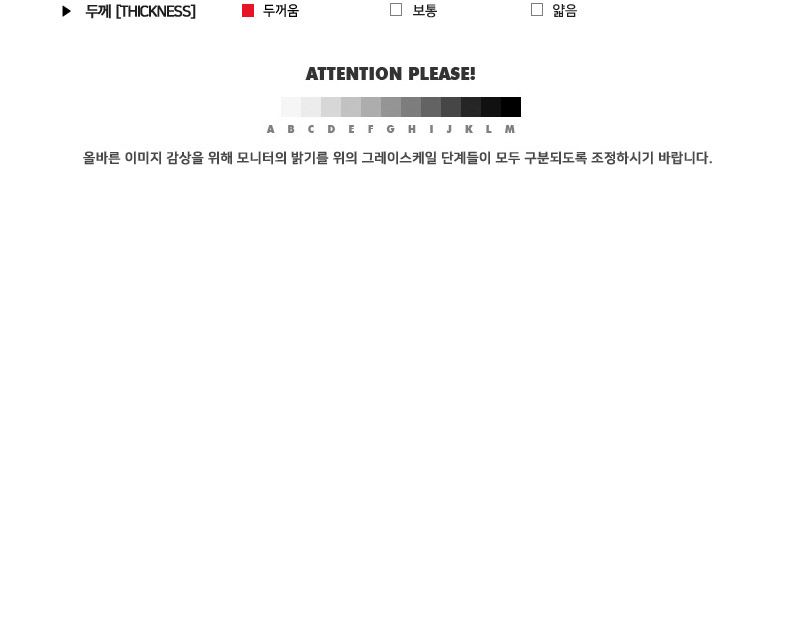 ▶ 두께 [THICKNESS] ■ 두꺼움 □ 보통 □ 얇음
ATTENTION PLEASE!
A B C D E F G H I J K L M
올바른 이미지 감상을 위해 모니터의 밝기를 위의 그레이스케일 단계들이 모두 구분되도록 조정하시기 바랍니다.